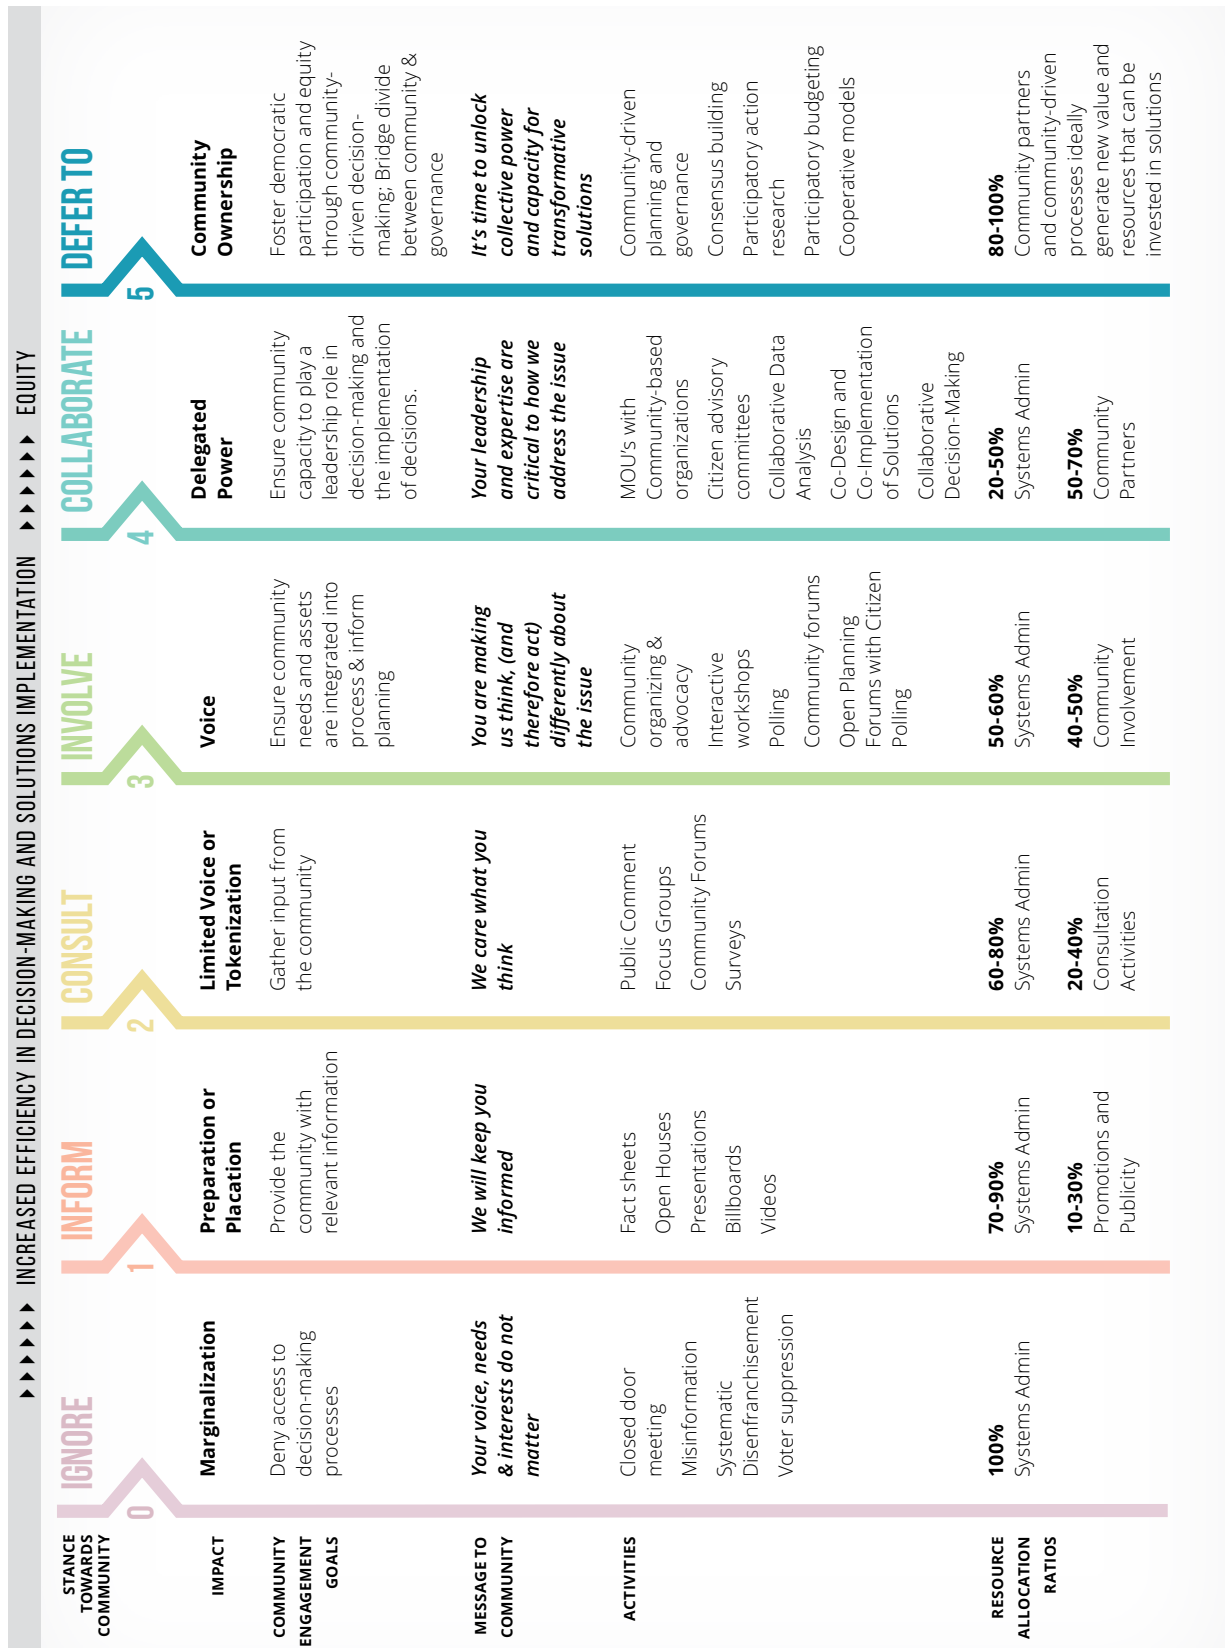 INCREASED EFFICIENCY IN DECISION-MAKING AND SOLUTIONS IMPLEMENTATION EQUITY
STANCE
TOWARDS
COMMUNITY
IGNORE
INFORM
CONSULT
INVOLVE
COLLABORATE
DEFER TO
0
1
2
3
4
5
IMPACT
Marginalization
Preparation or
Placation
Limited Voice or
Tokenization
Voice
Delegated
Power
Community
Ownership
COMMUNITY
ENGAGEMENT
GOALS
Deny access to
decision-making
processes
Provide the
community with
relevant information
Gather input from
the community
Ensure community
needs and assets
are integrated into
process & inform
planning
Ensure community
capacity to play a
leadership role in
decision-making and
the implementation
of decisions.
Foster democratic
participation and equity
through community-
driven decision-
making; Bridge divide
between community &
governance
MESSAGE TO
COMMUNITY
Your voice, needs
& interests do not
matter
We will keep you
informed
We care what you
think
You are making
us think, (and
therefore act)
differently about
the issue
Your leadership
and expertise are
critical to how we
address the issue
It's time to unlock
collective power
and capacity for
transformative
solutions
ACTIVITIES
Closed door
meeting
Misinformation
Systematic
Disenfranchisement
Voter suppression
Fact sheets
Open Houses
Presentations
Billboards
Videos
Public Comment
Focus Groups
Community Forums
Surveys
Community
organizing &
advocacy
Interactive
workshops
Polling
Community forums
Open Planning
Forums with Citizen
Polling
MOU's with
Community-based
organizations
Citizen advisory
committees
Collaborative Data
Analysis
Co-Design and
Co-Implementation
of Solutions
Collaborative
Decision-Making
Community-driven
planning and
governance
Consensus building
Participatory action
research
Participatory budgeting
Cooperative models
RESOURCE
ALLOCATION
RATIOS
100%
Systems Admin
70-90%
Systems Admin
10-30%
Promotions and
Publicity
60-80%
Systems Admin
20-40%
Consultation
Activities
50-60%
Systems Admin
40-50%
Community
Involvement
20-50%
Systems Admin
50-70%
Community
Partners
80-100%
Community partners
and community-driven
processes ideally
generate new value and
resources that can be
invested in solutions